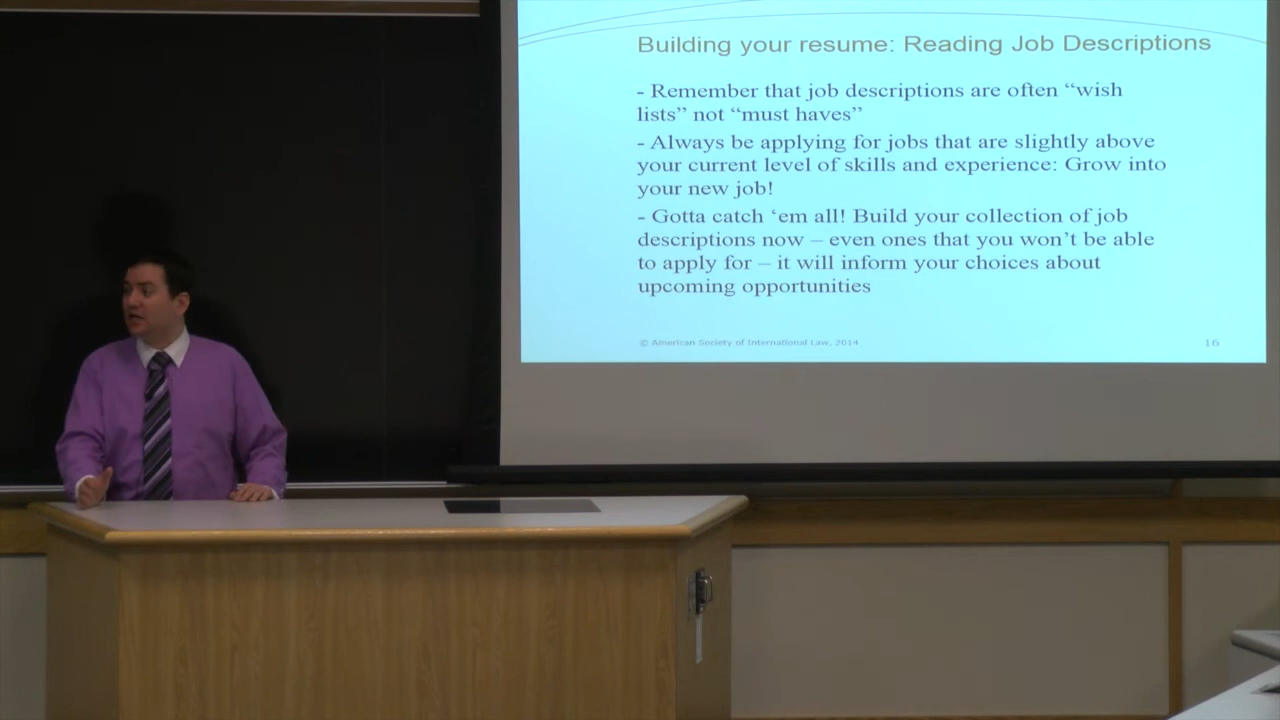 Building your resume: Reading Job Descriptions
- Remember that job descriptions are often “wish
lists” not “must haves”
- Always be applying for jobs that are slightly above
your current level of skills and experience: Grow into
your new job!
- Gotta catch ‘em all! Build your collection of job
descriptions now – even ones that you won’t be able
to apply for – it will inform your choices about
upcoming opportunities
© American Society of International Law, 2014
16